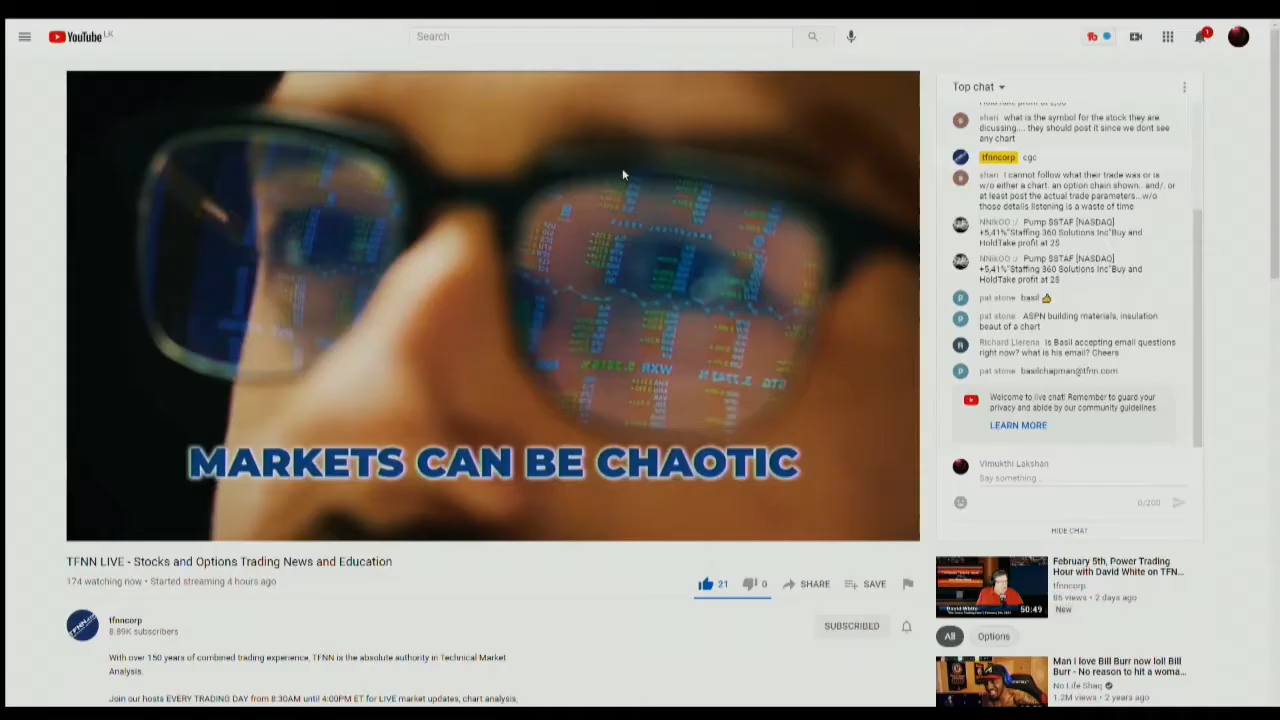 YouTube LK
Search
1
Top chat
shari what is the symbol for the stock they are
dicussing.... they should post it since we dont see
any chart
tfnncorp cgc
shari I cannot follow what their trade was or is
w/o either a chart. an option chain shown.. and/. or
at least post the actual trade parameters...w/o
those details listening is a waste of time
NNikOO :/ Pump $STAF [NASDAQ]
+5,41%"Staffing 360 Solutions Inc"Buy and
HoldTake profit at 2$
NNikOO :/ Pump $STAF [NASDAQ]
+5,41%"Staffing 360 Solutions Inc"Buy and
HoldTake profit at 2$
pat stone basil
pat stone ASPN building materials, insulation
beaut of a chart
Richard Llerena Is Basil accepting email questions
right now? what is his email? Cheers
pat stone basilchapman@tfnn.com
Welcome to live chat! Remember to guard your
privacy and abide by our community guidelines.
LEARN MORE
Vimukthi Lakshan
Say something...
0/200
HIDE CHAT
MARKETS CAN BE CHAOTIC
TFNN LIVE - Stocks and Options Trading News and Education
174 watching now • Started streaming 4 hours ago
21 0 SHARE SAVE
tfnncorp
8.89K subscribers
SUBSCRIBED
With over 150 years of combined trading experience, TFNN is the absolute authority in Technical Market
Analysis.
Join our hosts EVERY TRADING DAY from 8:30AM until 4:00PM ET for LIVE market updates, chart analysis,
February 5th, Power Trading
Hour with David White on TFN...
tfnncorp
65 views • 2 days ago
New
David White
50:49
All Options
Man I love Bill Burr now lol! Bill
Burr - No reason to hit a woma...
No Life Shaq
1.2M views • 2 years ago